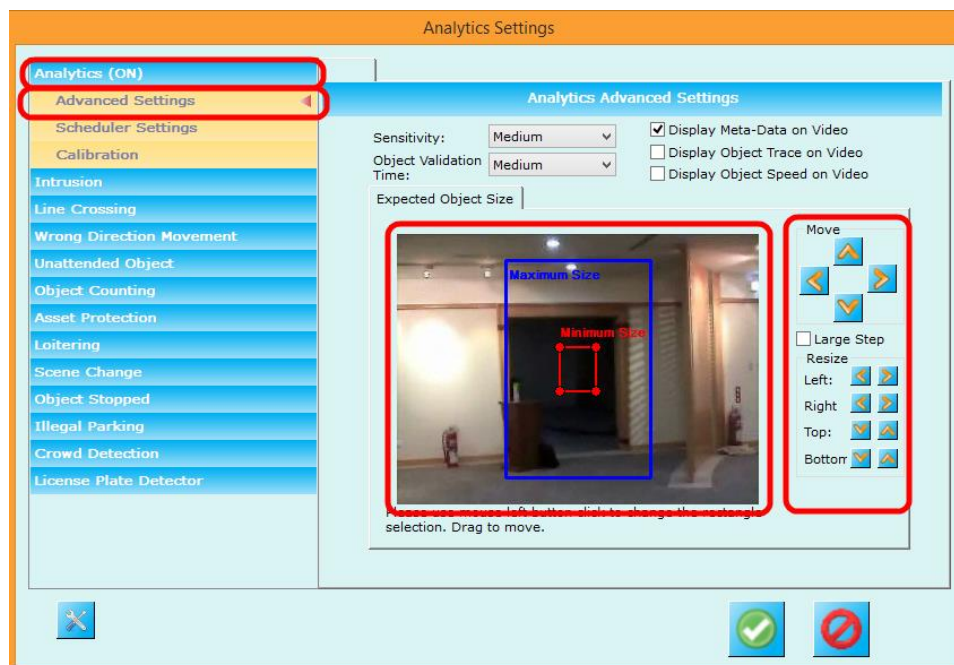 Analytics Settings
Analytics (ON)
Advanced Settings
Scheduler Settings
Calibration
Intrusion
Line Crossing
Wrong Direction Movement
Unattended Object
Object Counting
Asset Protection
Loitering
Scene Change
Object Stopped
Illegal Parking
Crowd Detection
License Plate Detector
Analytics Advanced Settings
Sensitivity:
Medium
Object Validation
Time:
Medium
Display Meta-Data on Video
Display Object Trace on Video
Display Object Speed on Video
Expected Object Size
Maximum Size
Minimum Size
Please use mouse left button click to change the rectangle
selection. Drag to move.
Move
Large Step
Resize
Left:
Right
Top:
Bottom